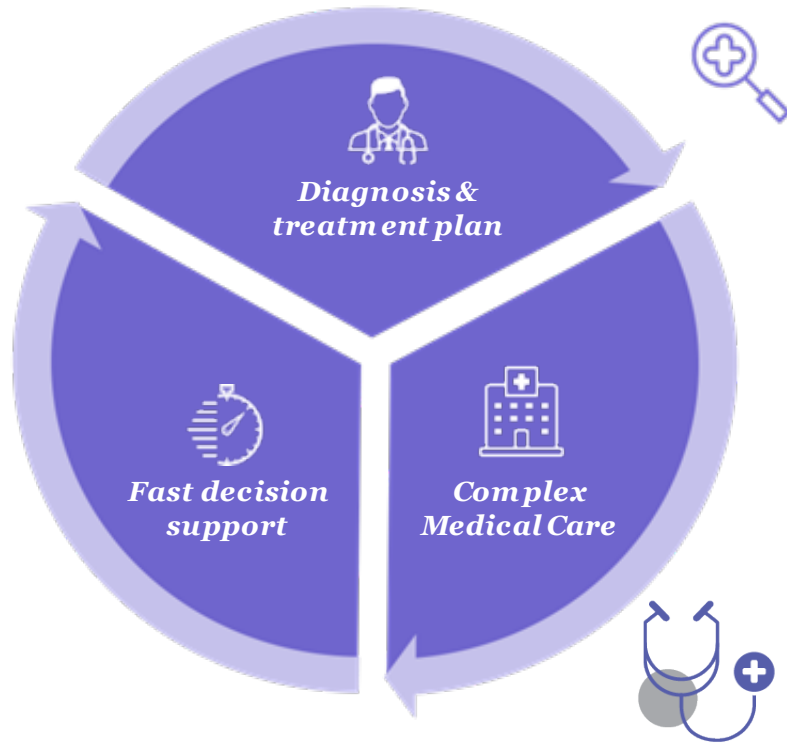 Diagnosis &
treatment plan
Fast decision
support
Complex
Medical Care